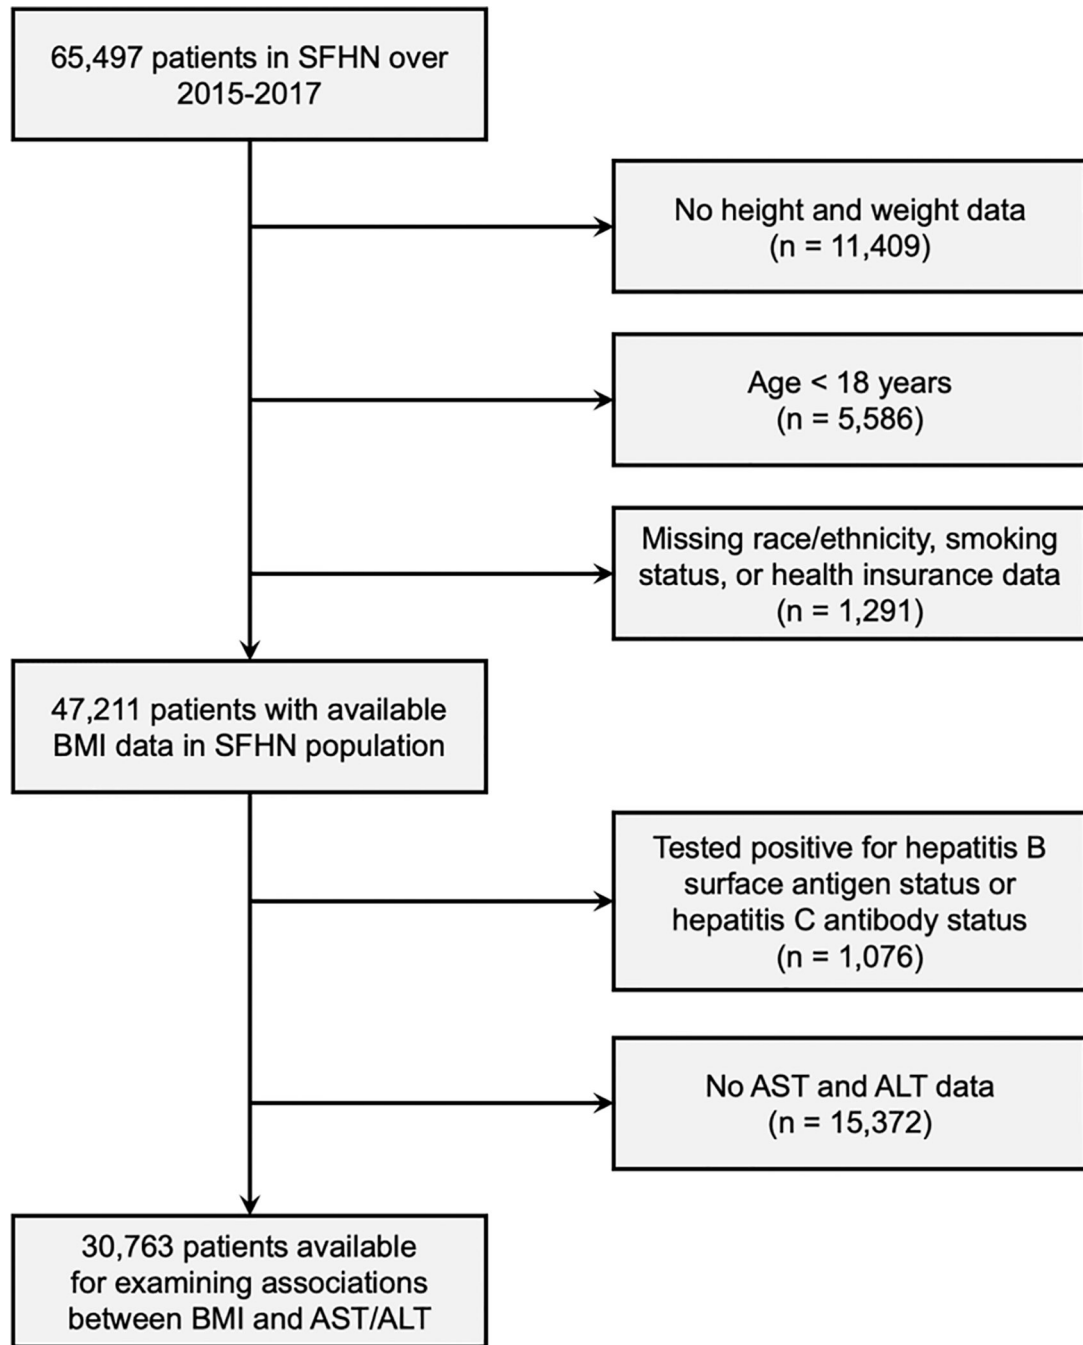 65,497 patients in SFHN over
2015-2017
No height and weight data
(n = 11,409)
Age < 18 years
(n = 5,586)
Missing race/ethnicity, smoking
status, or health insurance data
(n = 1,291)
47,211 patients with available
BMI data in SFHN population
Tested positive for hepatitis B
surface antigen status or
hepatitis C antibody status
(n = 1,076)
No AST and ALT data
(n = 15,372)
30,763 patients available
for examining associations
between BMI and AST/ALT